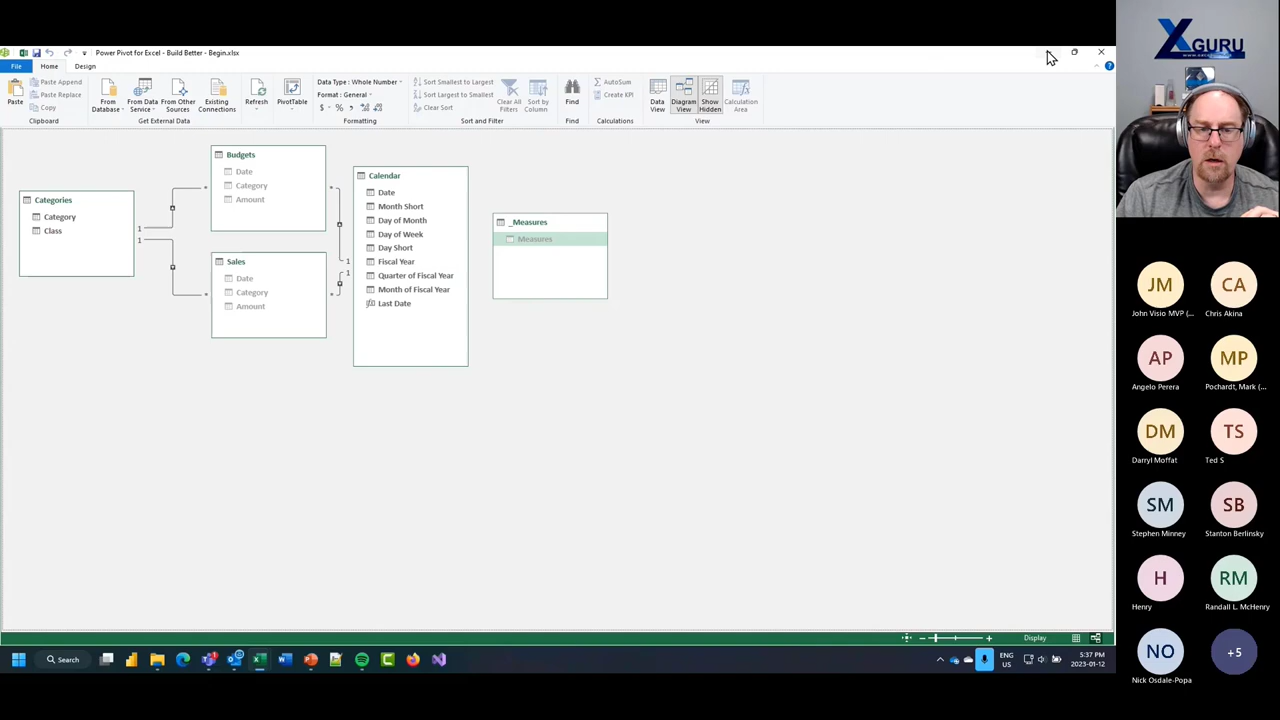 Power Pivot for Excel - Build Better - Begin.xlsx
File
Home
Design
Paste
Paste Append
Paste Replace
Copy
Clipboard
From Database
From Data Service
From Other Sources
Existing Connections
Get External Data
Refresh
PivotTable
Data Type : Whole Number
Format : General
$ % ,
Formatting
Sort Smallest to Largest
Sort Largest to Smallest
Clear Sort
Clear All Filters
Sort by Column
Sort and Filter
Find
Find
AutoSum
Create KPI
Calculations
Data View
Diagram View
Show Hidden
Calculation Area
View
Categories
Category
Class
1
1
Budgets
Date
Category
Amount
*
*
Sales
Date
Category
Amount
*
*
1
1
Calendar
Date
Month Short
Day of Month
Day of Week
Day Short
Fiscal Year
Quarter of Fiscal Year
Month of Fiscal Year
Last Date
_Measures
Measures
Display
Search
ENG
US
5:37 PM
2023-01-12
XGURU
JM
John Visio MVP (...
CA
Chris Akina
AP
Angelo Perera
MP
Pochardt, Mark (...
DM
Darryl Moffat
TS
Ted S
SM
Stephen Minney
SB
Stanton Berlinsky
H
Henry
RM
Randall L. McHenry
NO
Nick Osdale-Popa
+5